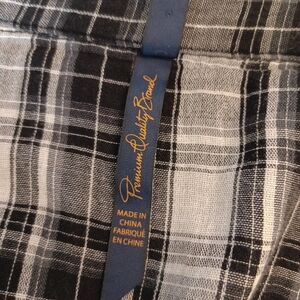 Premium Quality Brand
MADE IN
CHINA
FABRIQUÉ
EN CHINE